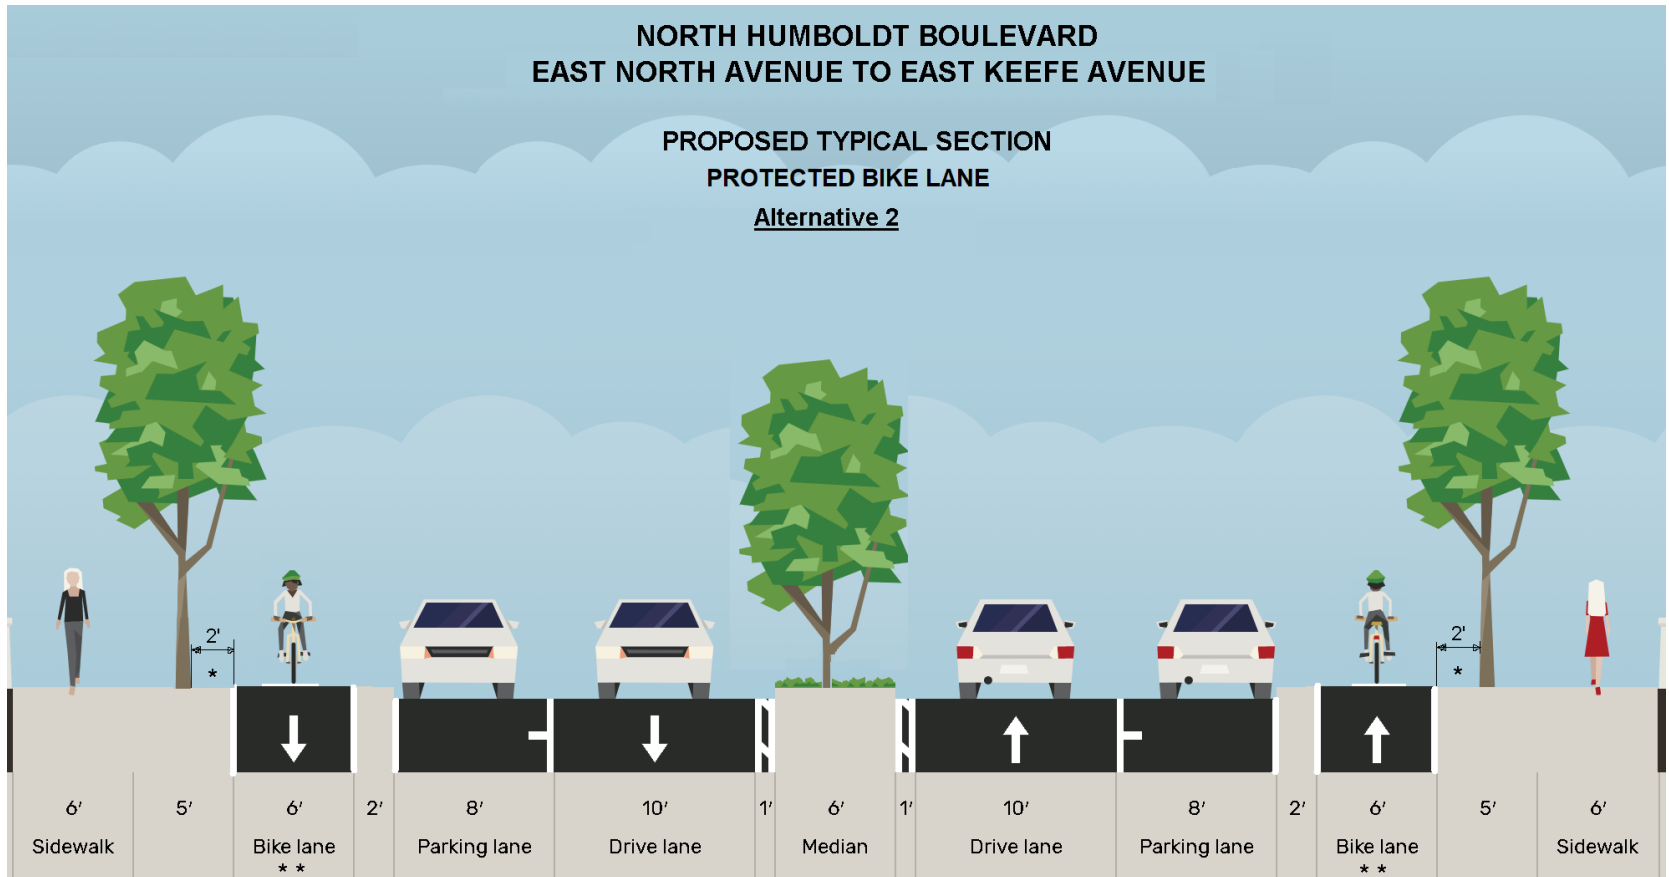 NORTH HUMBOLDT BOULEVARD
EAST NORTH AVENUE TO EAST KEEFE AVENUE
PROPOSED TYPICAL SECTION
PROTECTED BIKE LANE
Alternative 2
2' 2'
* *
6' 5' 6' 2' 8' 10' 1' 6' 1' 10' 8' 2' 6' 5' 6'
Sidewalk Bike lane Parking lane Drive lane Median Drive lane Parking lane Bike lane Sidewalk
* * * *